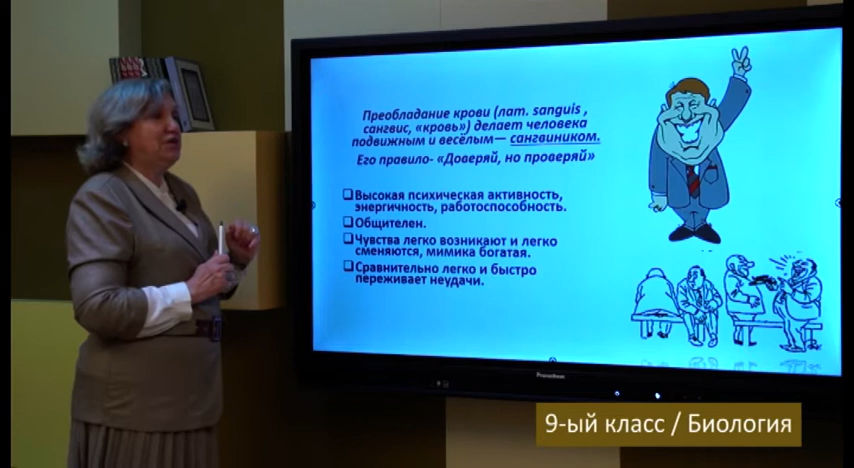 Преобладание крови (лат. sanguis ,
сангвис, «кровь») делает человека
подвижным и весёлым— сангвиником.
Его правило- «Доверяй, но проверяй»
Высокая психическая активность,
энергичность, работоспособность.
Общителен.
Чувства легко возникают и легко
сменяются, мимика богатая.
Сравнительно легко и быстро
переживает неудачи.
Promethean
9-ый класс / Биология